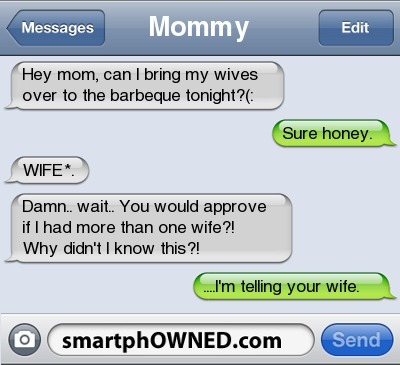 Messages
Mommy
Edit
Hey mom, can I bring my wives
over to the barbeque tonight?(:
Sure honey.
WIFE*.
Damn.. wait.. You would approve
if I had more than one wife?!
Why didn't I know this?!
....I'm telling your wife.
smartphOWNED.com
Send